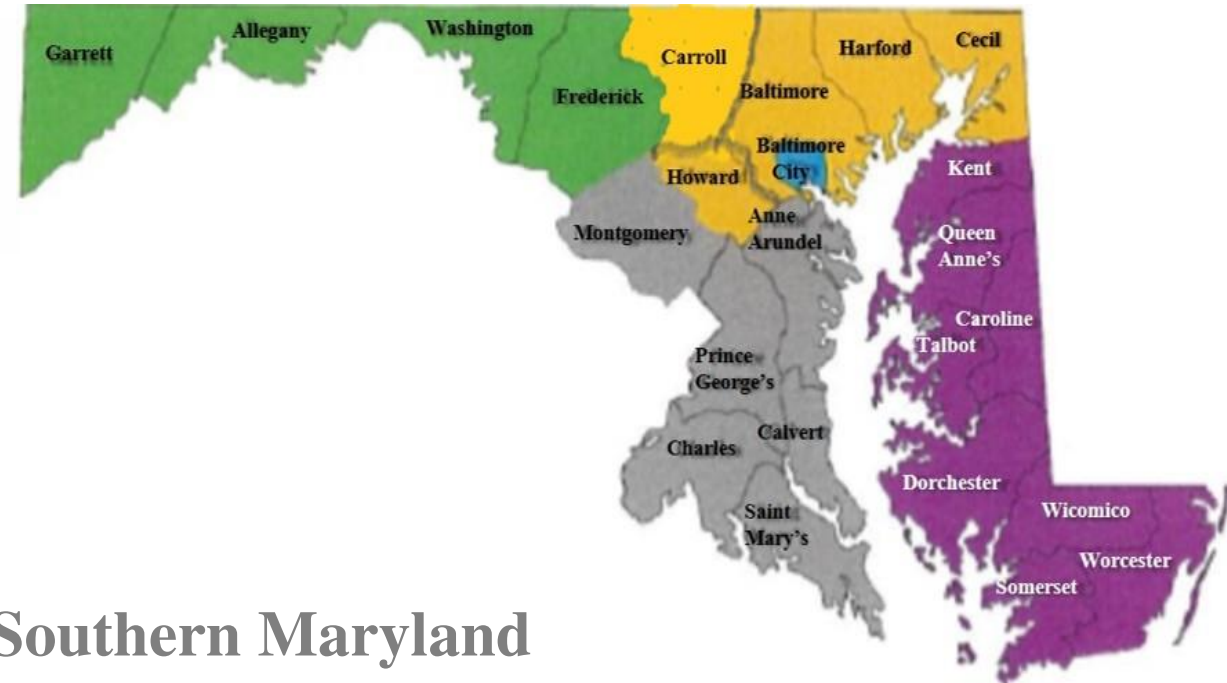 Garrett
Allegany
Washington
Frederick
Carroll
Baltimore
Harford
Cecil
Baltimore
City
Howard
Montgomery
Anne
Arundel
Kent
Queen
Anne’s
Caroline
Talbot
Prince
George’s
Charles
Calvert
Saint
Mary’s
Dorchester
Wicomico
Worcester
Somerset
Southern Maryland